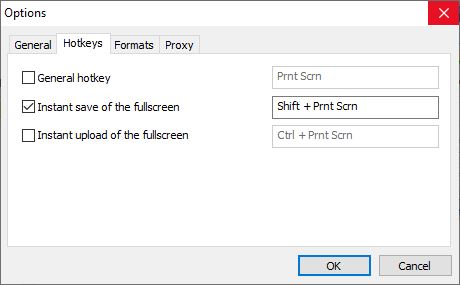 Options
General Hotkeys Formats Proxy
General hotkey Prnt Scrn
Instant save of the fullscreen Shift + Prnt Scrn
Instant upload of the fullscreen Ctrl + Prnt Scrn
OK Cancel